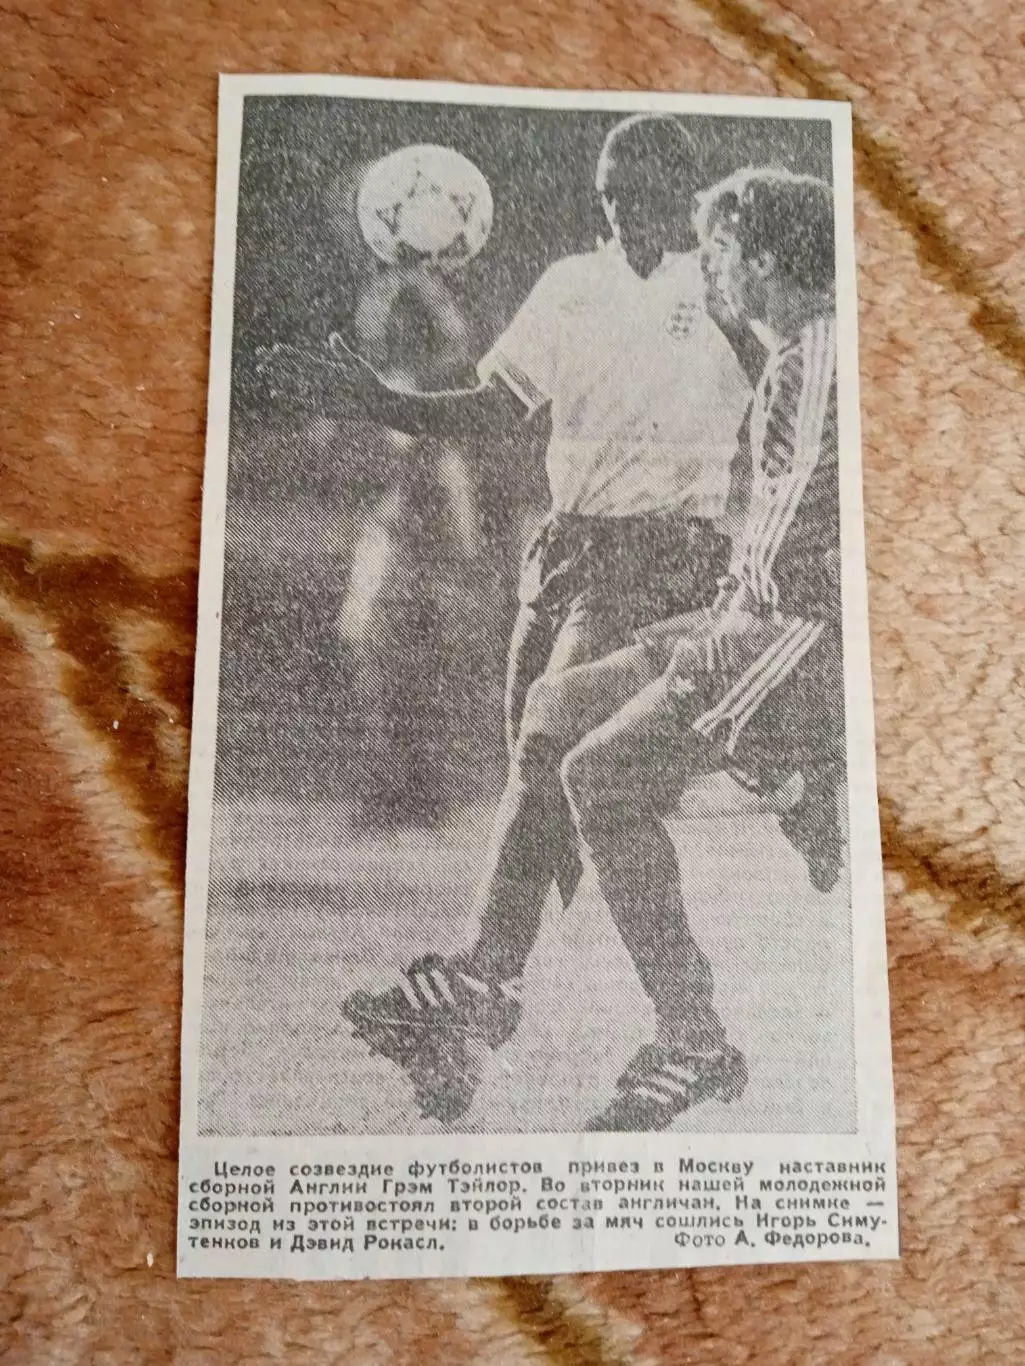 Целое созвездие футболистов привез в Москву наставник
сборной Англии Грэм Тэйлор. Во вторник нашей молодежной
сборной противостоял второй состав англичан. На снимке —
эпизод из этой встречи: в борьбе за мяч сошлись Игорь Симу-
тенков и Дэвид Рокасл. Фото А. Федорова.